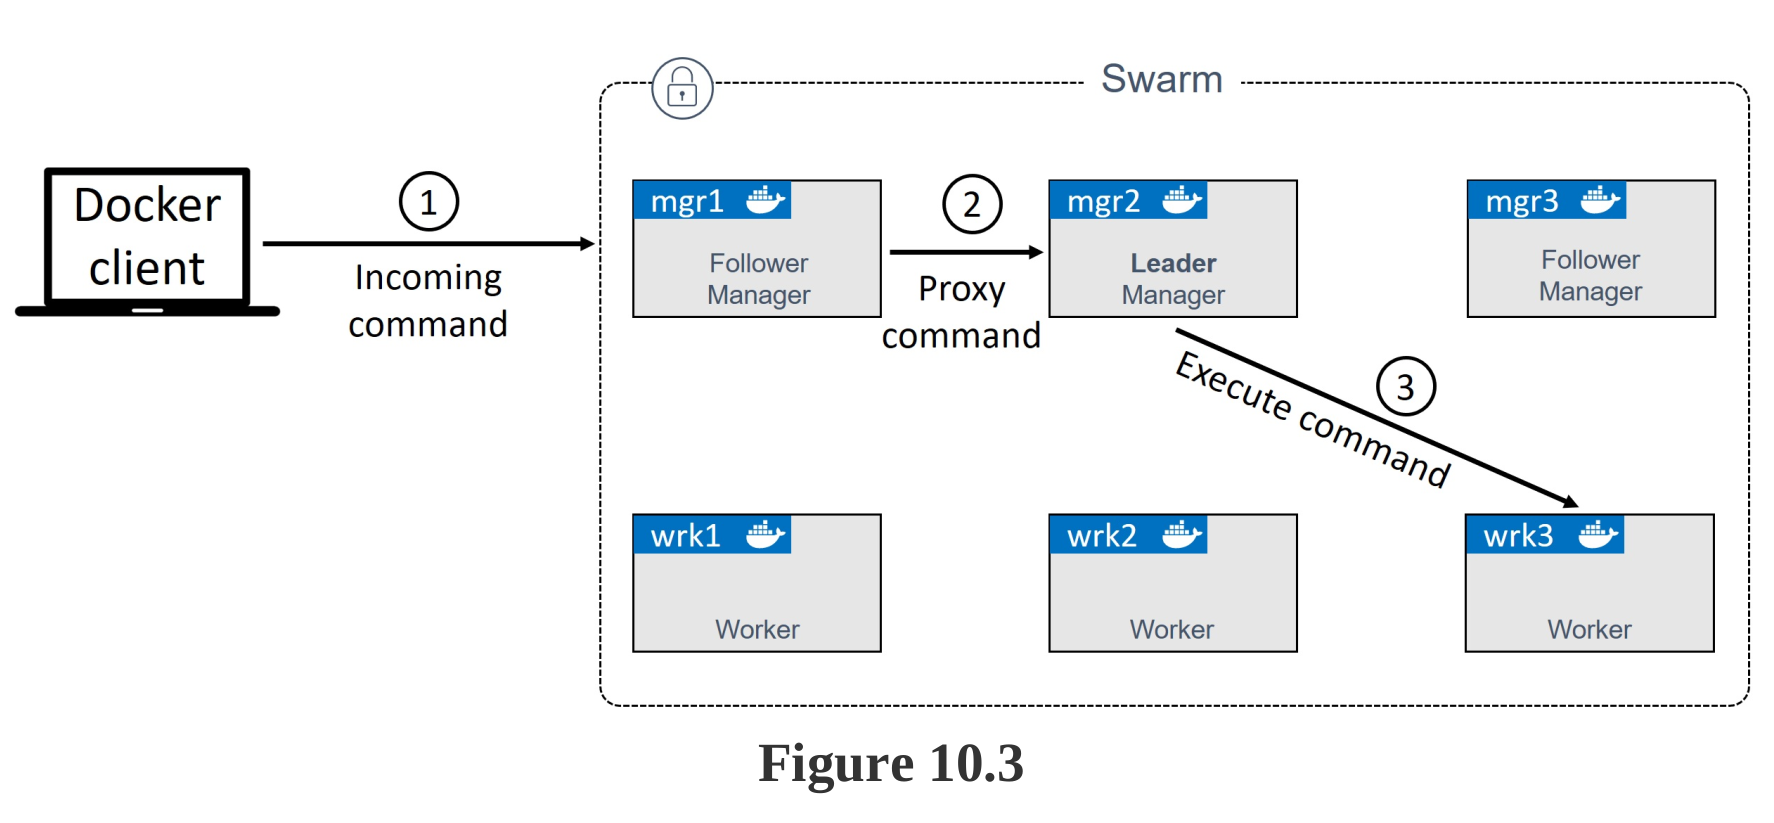 Swarm
Docker
client
1
Incoming
command
mgr1
Follower
Manager
2
Proxy
command
mgr2
Leader
Manager
mgr3
Follower
Manager
3
Execute command
wrk1
Worker
wrk2
Worker
wrk3
Worker
Figure 10.3